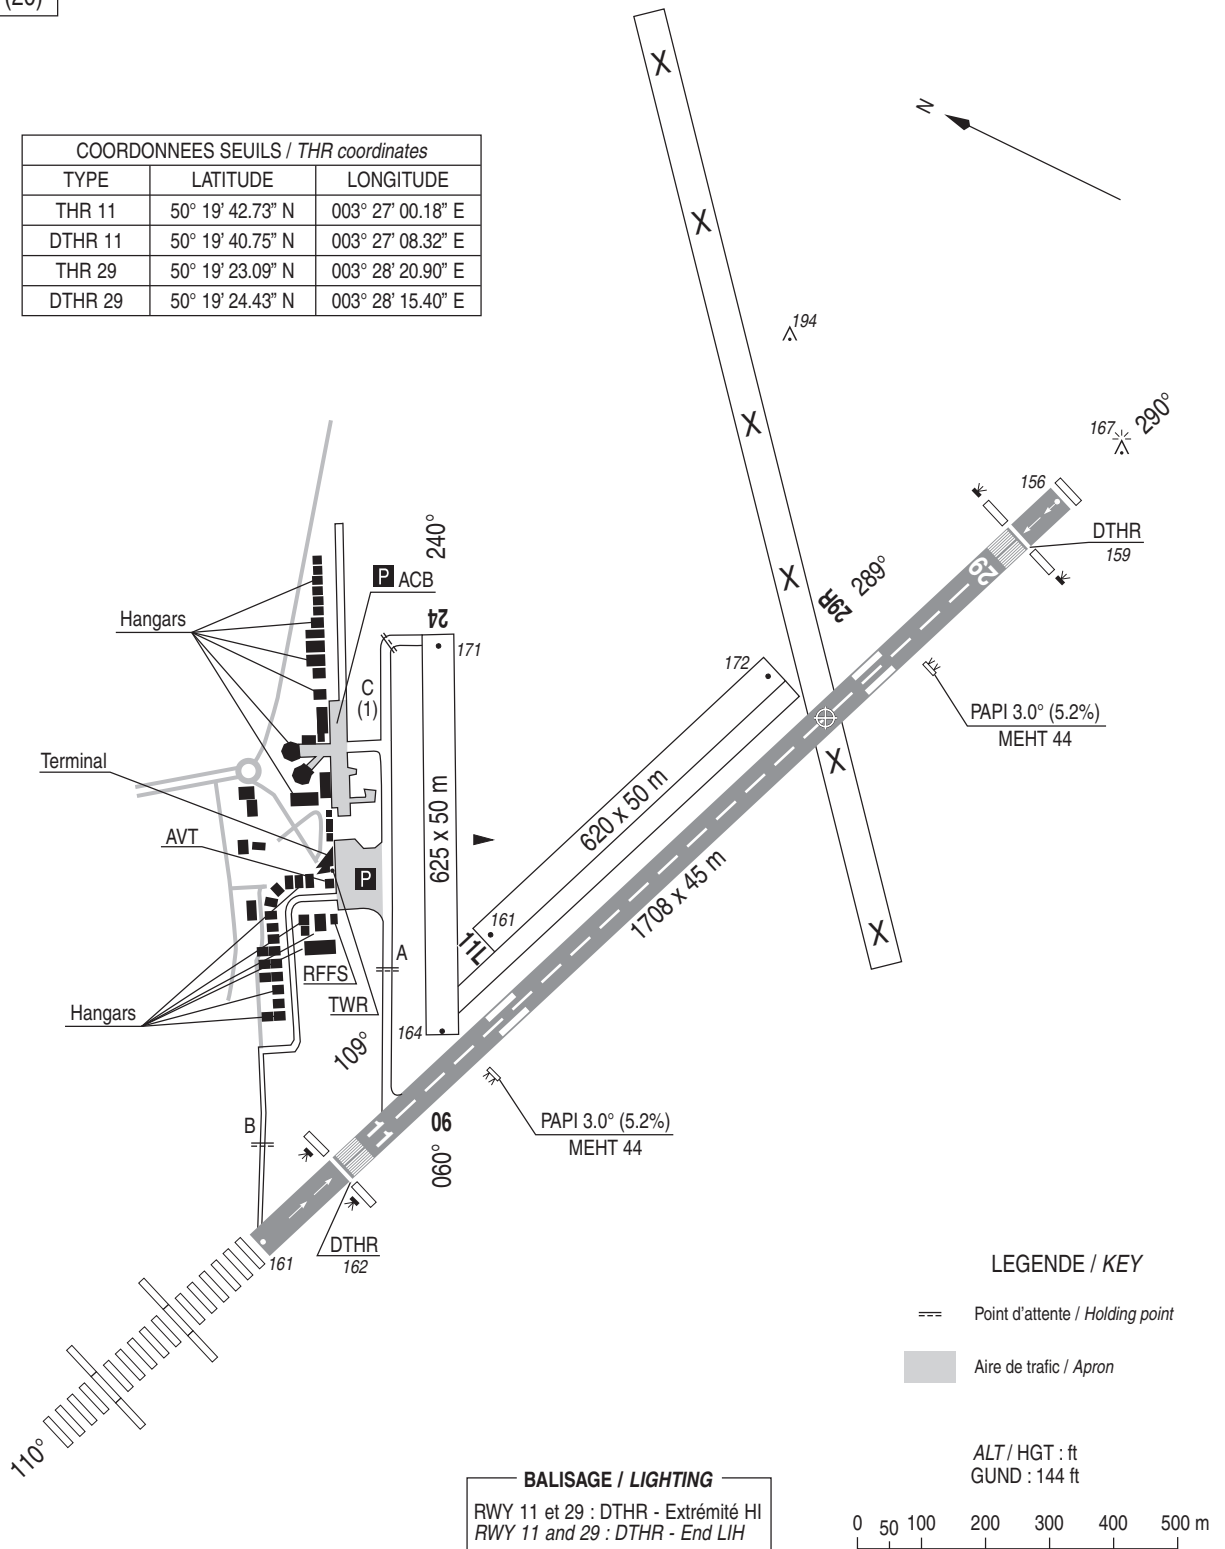 (20)
N
COORDONNEES SEUILS / THR coordinates
TYPE LATITUDE LONGITUDE
THR 11 50° 19' 42.73" N 003° 27' 00.18" E
DTHR 11 50° 19' 40.75" N 003° 27' 08.32" E
THR 29 50° 19' 23.09" N 003° 28' 20.90" E
DTHR 29 50° 19' 24.43" N 003° 28' 15.40" E
X
X
194
X
167
290°
156
DTHR
159
29
240°
P ACB
X
29R
289°
Hangars
24
171
172
C
(1)
PAPI 3.0° (5.2%)
MEHT 44
Terminal
X
620 x 50 m
625 x 50 m
AVT
P
1708 x 45 m
161
11L
X
A
RFFS
TWR
Hangars
164
109°
PAPI 3.0° (5.2%)
MEHT 44
06
11
B
060°
DTHR
162
161
110°
LEGENDE / KEY
Point d'attente / Holding point
Aire de trafic / Apron
ALT / HGT : ft
GUND : 144 ft
BALISAGE / LIGHTING
RWY 11 et 29 : DTHR - Extrémité HI
RWY 11 and 29 : DTHR - End LIH
0 50 100 200 300 400 500 m